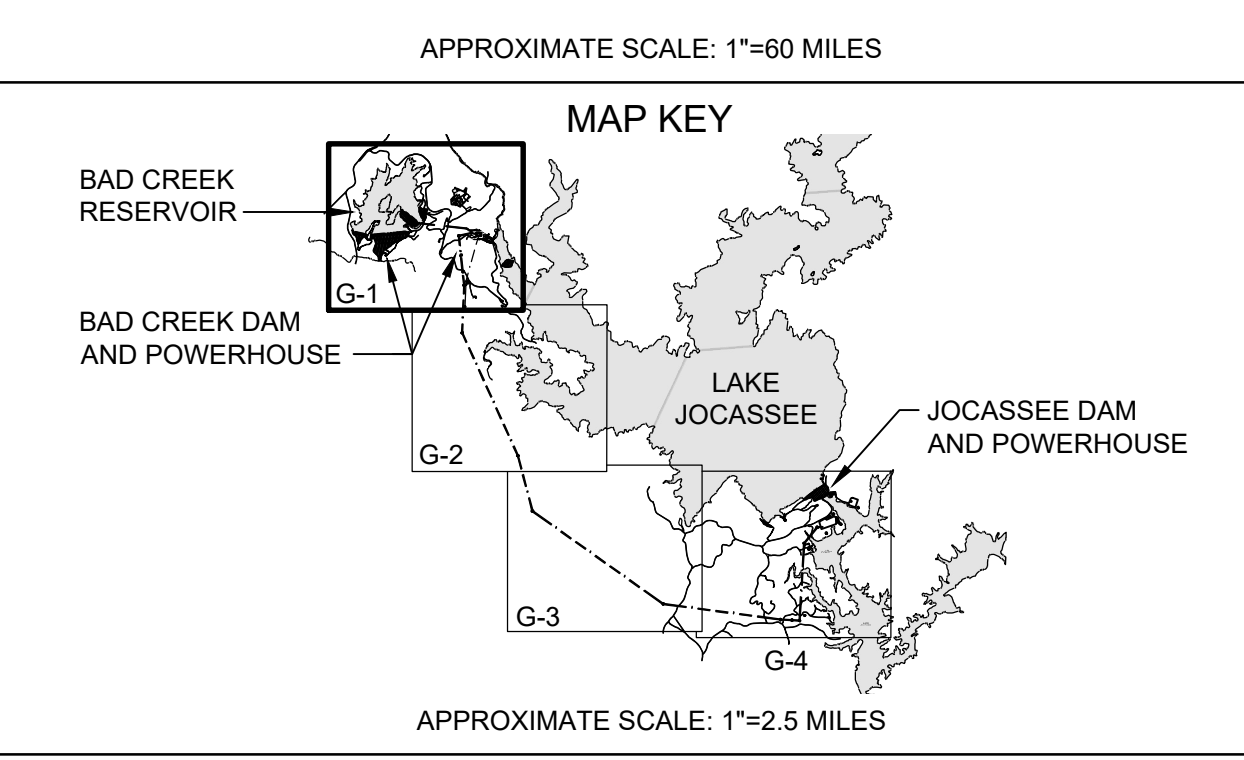 APPROXIMATE SCALE: 1"=60 MILES
MAP KEY
BAD CREEK
RESERVOIR
G-1
BAD CREEK DAM
AND POWERHOUSE
LAKE
JOCASSEE
JOCASSEE DAM
AND POWERHOUSE
G-2
G-3
G-4
APPROXIMATE SCALE: 1"=2.5 MILES